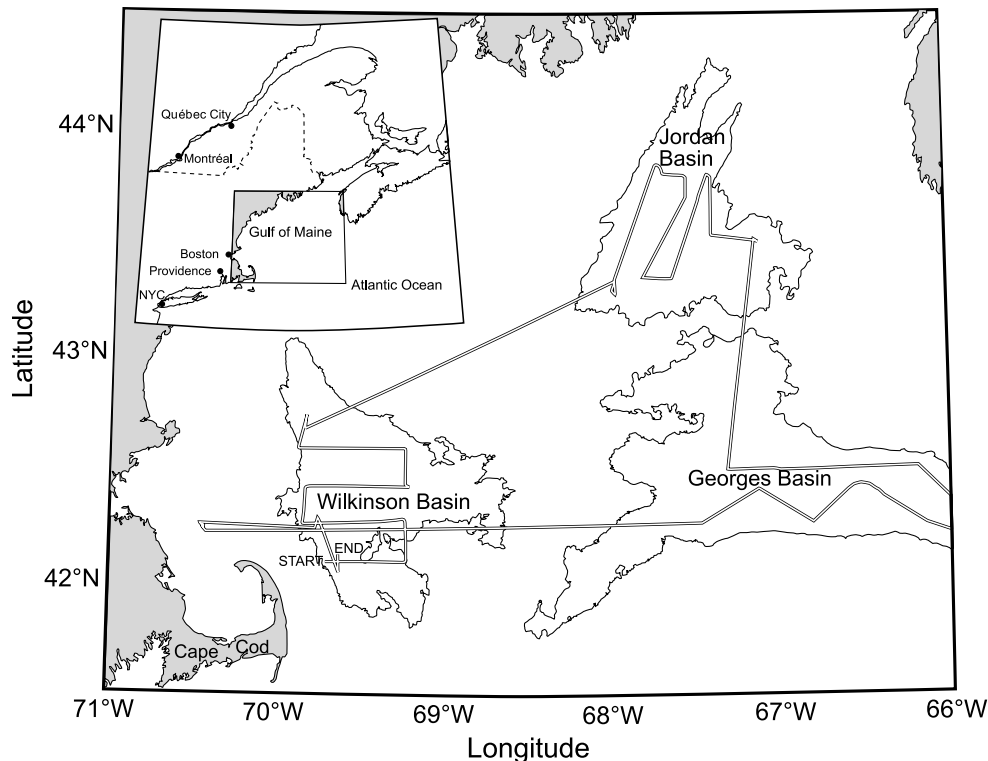 Québec City
Montréal
Gulf of Maine
Boston
Providence
NYC
Atlantic Ocean
44°N
43°N
42°N
Latitude
Jordan
Basin
Georges Basin
Wilkinson Basin
START
END
Cape Cod
71°W
70°W
69°W
68°W
67°W
66°W
Longitude